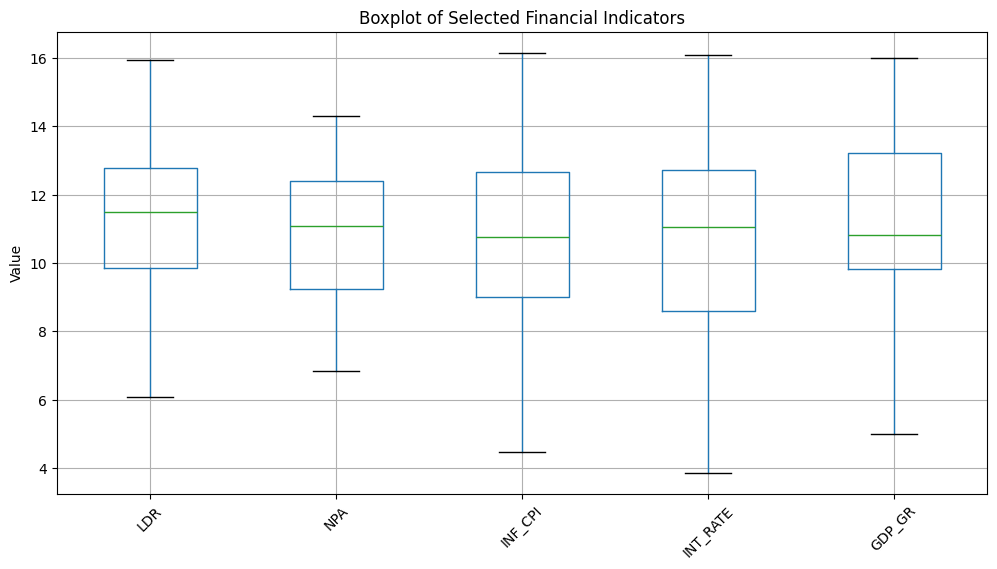 Boxplot of Selected Financial Indicators
16
14
12
10
8
6
4
Value
LDR
NPA
INF_CPI
INT_RATE
GDP_GR